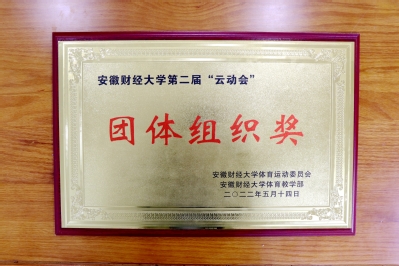 安徽财经大学第二届“云动会”
团体组织奖
安徽财经大学体育运动委员会
安徽财经大学体育教学部
二〇二二年五月十四日